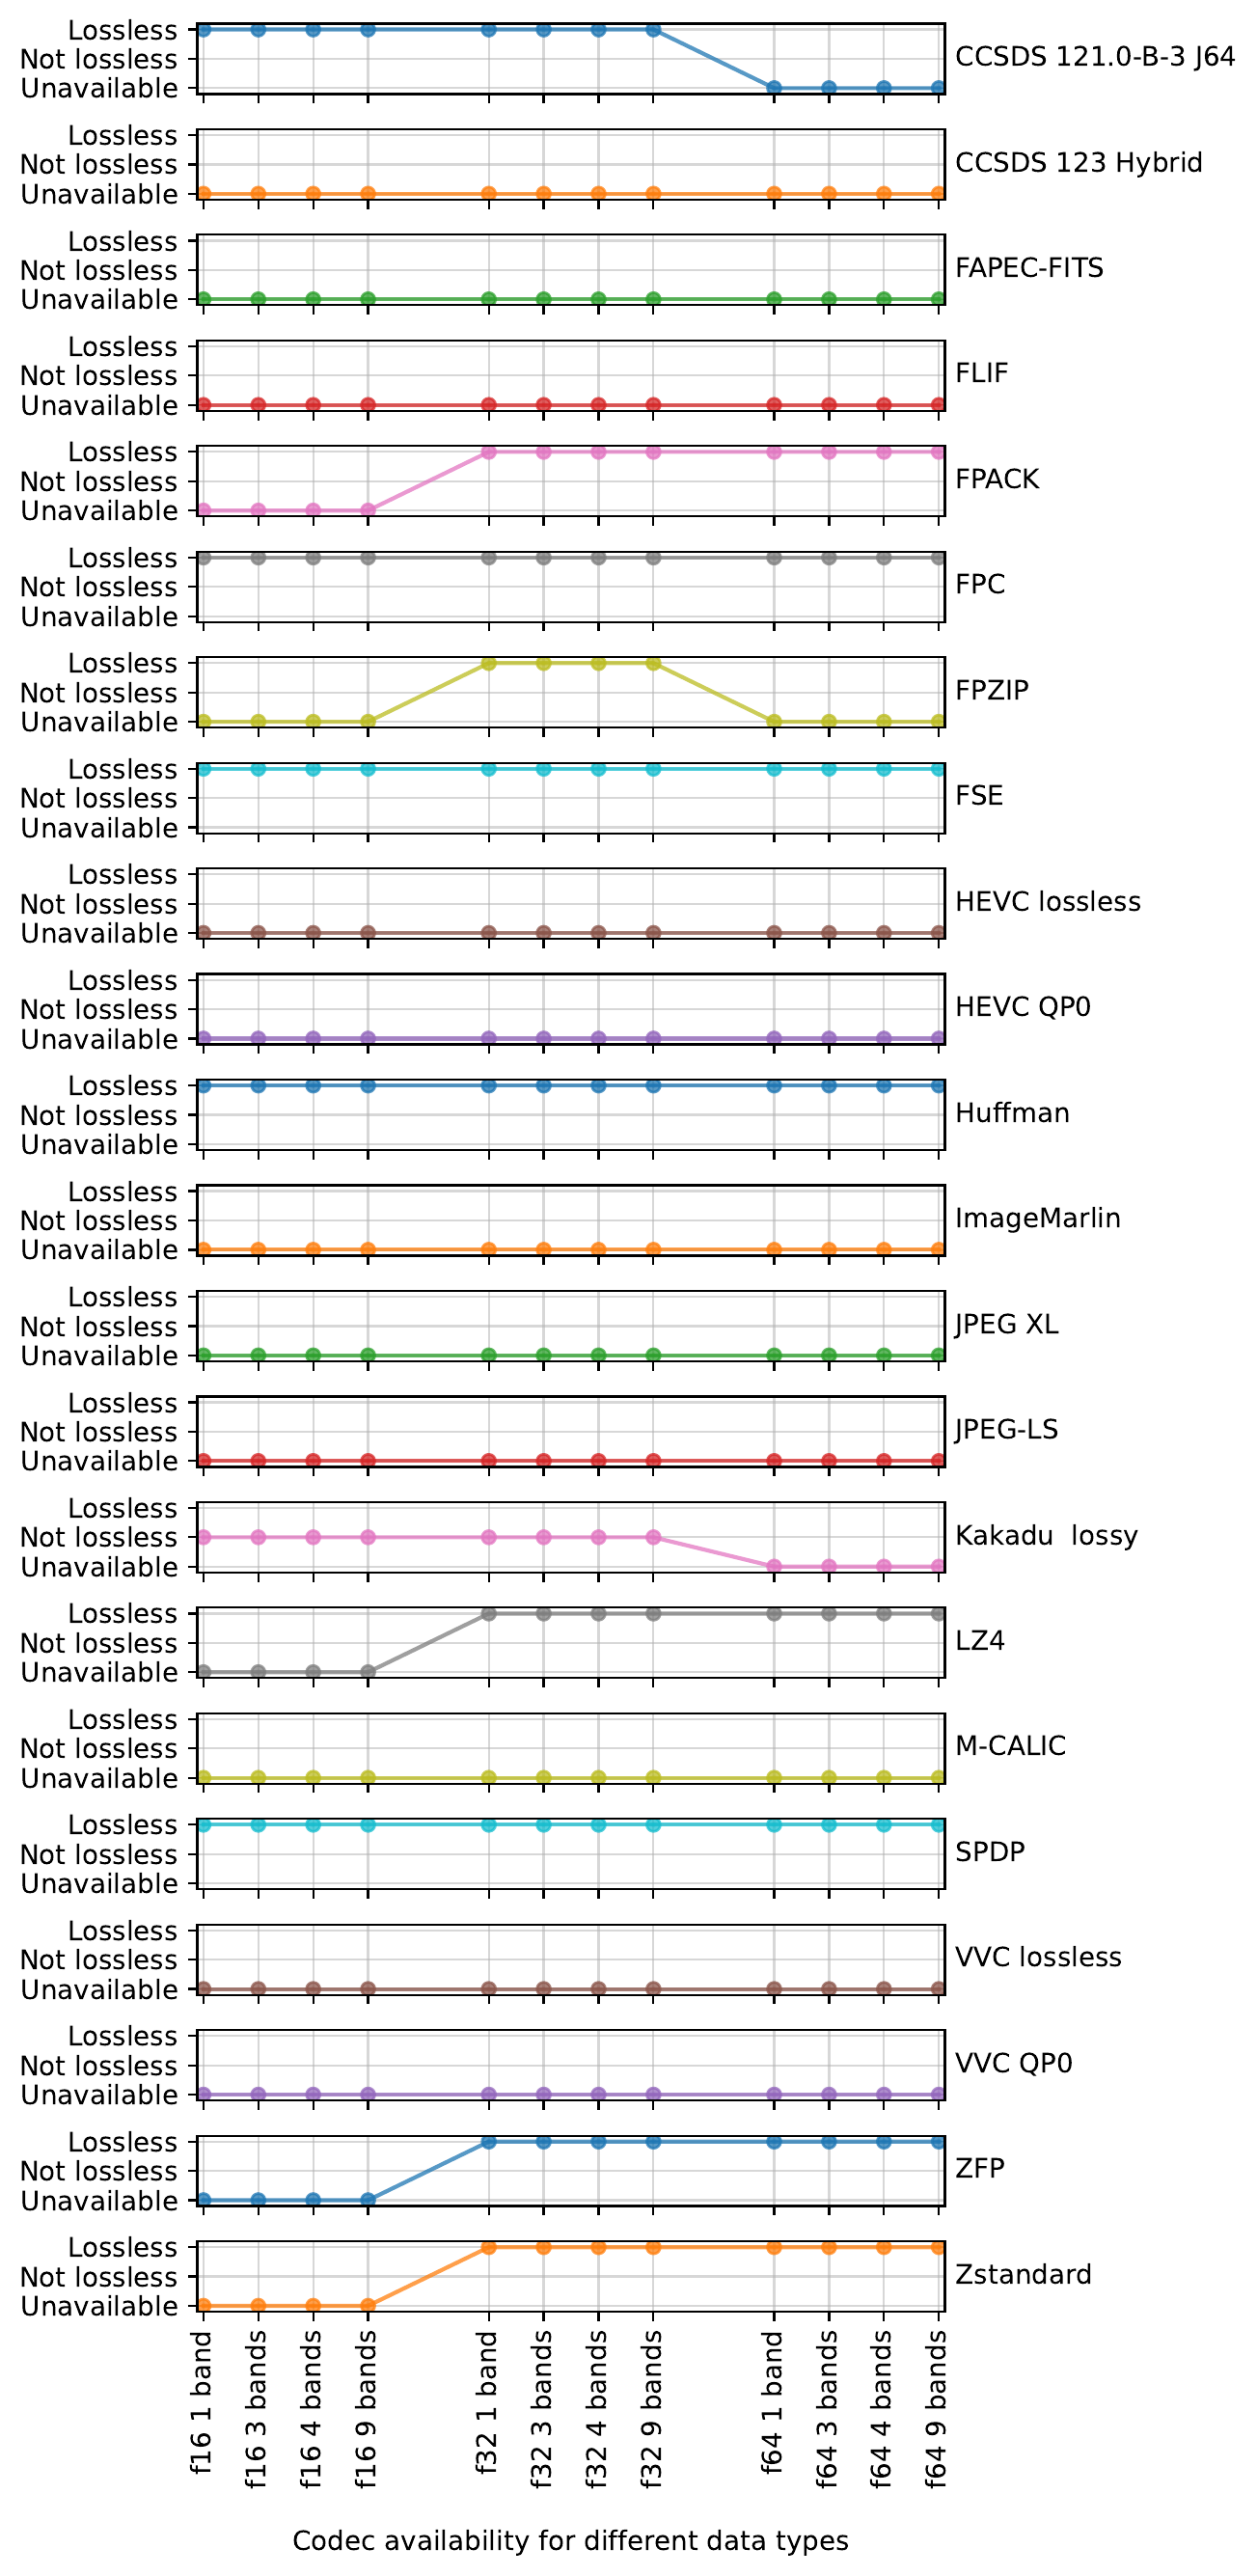 Lossless
Not lossless
Unavailable
CCSDS 121.0-B-3 J64
Lossless
Not lossless
Unavailable
CCSDS 123 Hybrid
Lossless
Not lossless
Unavailable
FAPEC-FITS
Lossless
Not lossless
Unavailable
FLIF
Lossless
Not lossless
Unavailable
FPACK
Lossless
Not lossless
Unavailable
FPC
Lossless
Not lossless
Unavailable
FPZIP
Lossless
Not lossless
Unavailable
FSE
Lossless
Not lossless
Unavailable
HEVC lossless
Lossless
Not lossless
Unavailable
HEVC QP0
Lossless
Not lossless
Unavailable
Huffman
Lossless
Not lossless
Unavailable
ImageMarlin
Lossless
Not lossless
Unavailable
JPEG XL
Lossless
Not lossless
Unavailable
JPEG-LS
Lossless
Not lossless
Unavailable
Kakadu  lossy
Lossless
Not lossless
Unavailable
LZ4
Lossless
Not lossless
Unavailable
M-CALIC
Lossless
Not lossless
Unavailable
SPDP
Lossless
Not lossless
Unavailable
VVC lossless
Lossless
Not lossless
Unavailable
VVC QP0
Lossless
Not lossless
Unavailable
ZFP
Lossless
Not lossless
Unavailable
Zstandard
f16 1 band
f16 3 bands
f16 4 bands
f16 9 bands
f32 1 band
f32 3 bands
f32 4 bands
f32 9 bands
f64 1 band
f64 3 bands
f64 4 bands
f64 9 bands
Codec availability for different data types